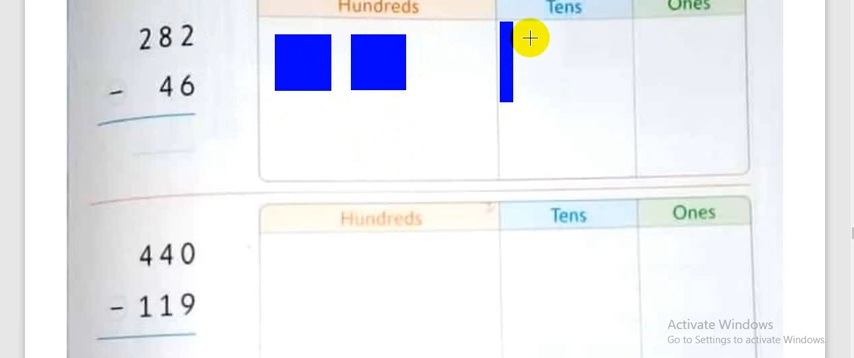 Hundreds Tens Ones
282
- 46
Hundreds Tens Ones
440
- 119
Activate Windows
Go to Settings to activate Windows.